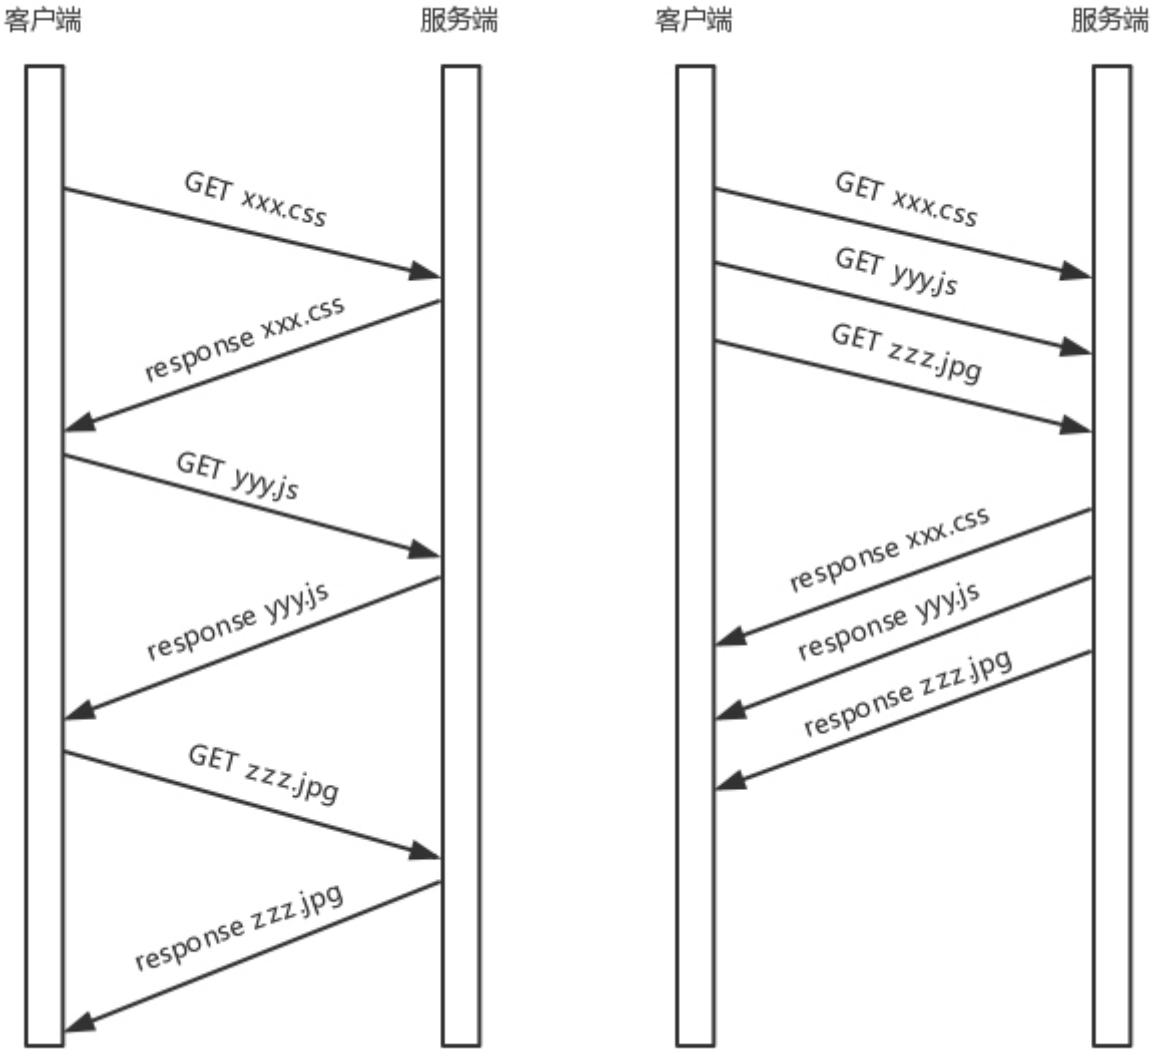 客户端
服务端
GET xxx.css
response xxx.css
GET yyy.js
response yyy.js
GET zzz.jpg
response zzz.jpg
客户端
服务端
GET xxx.css
GET yyy.js
GET zzz.jpg
response xxx.css
response yyy.js
response zzz.jpg